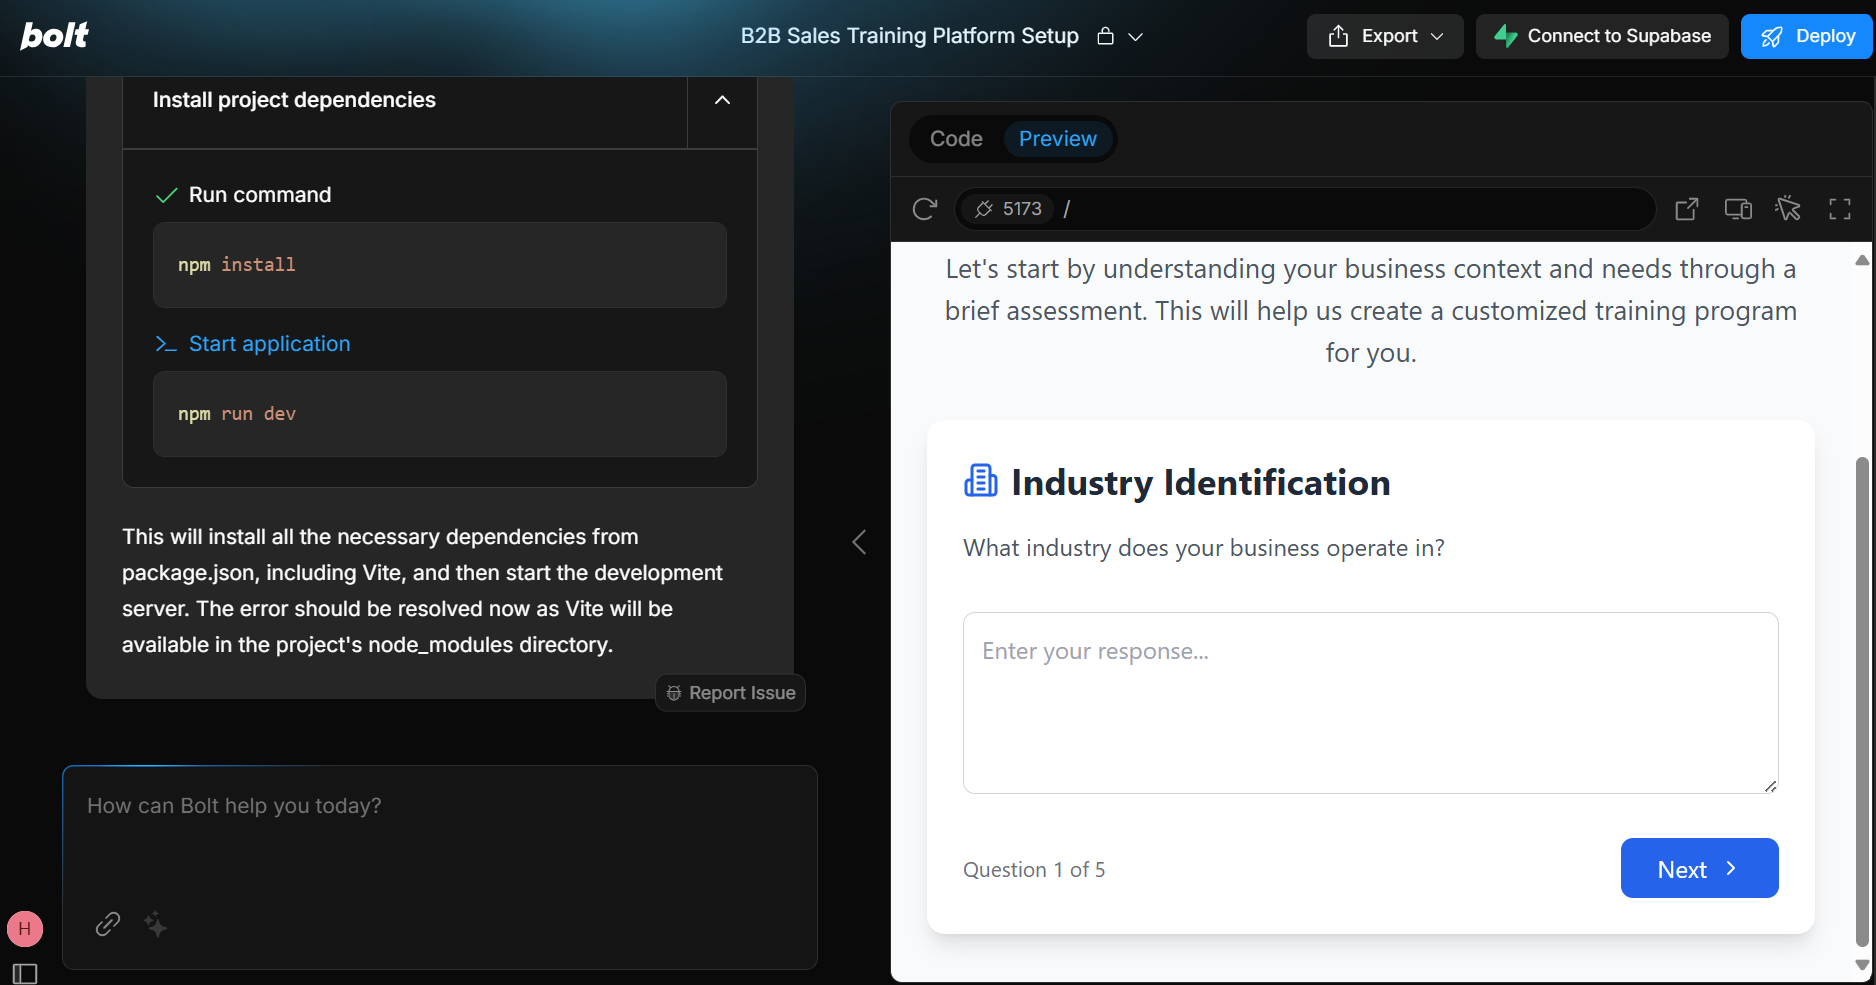 bolt
B2B Sales Training Platform Setup
Export
Connect to Supabase
Deploy
Install project dependencies
Run command
npm install
Start application
npm run dev
This will install all the necessary dependencies from
package.json, including Vite, and then start the development
server. The error should be resolved now as Vite will be
available in the project's node_modules directory.
Report Issue
How can Bolt help you today?
H
Code
Preview
5173 /
Let's start by understanding your business context and needs through a
brief assessment. This will help us create a customized training program
for you.
Industry Identification
What industry does your business operate in?
Enter your response...
Question 1 of 5
Next